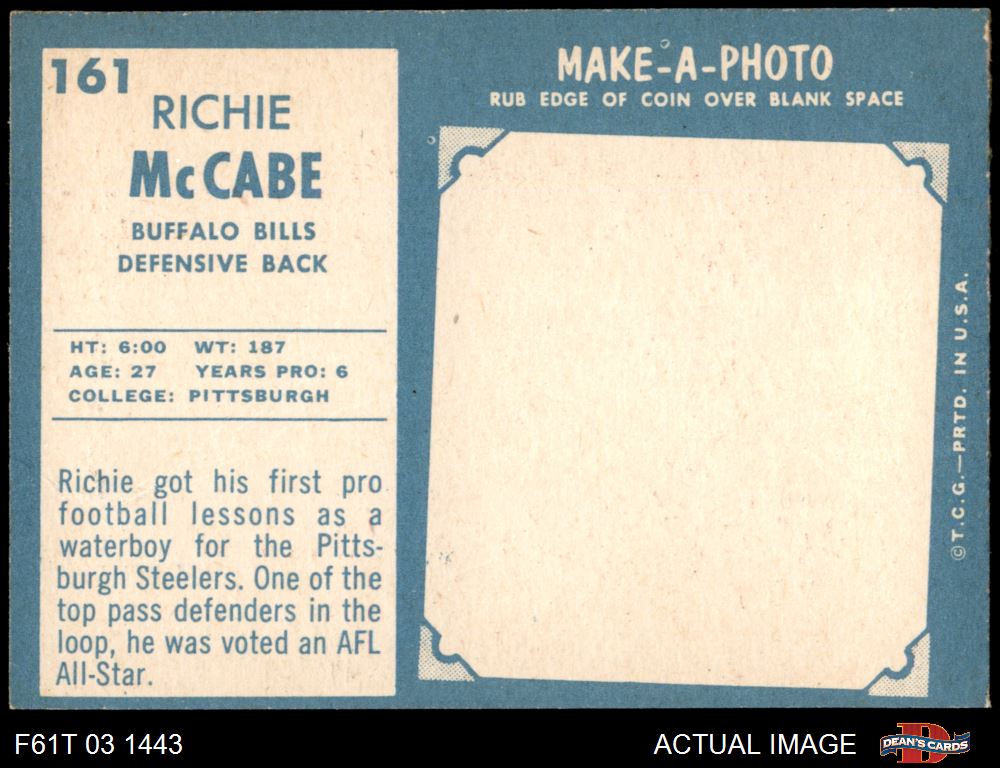 161
RICHIE
McCABE
BUFFALO BILLS
DEFENSIVE BACK
HT: 6:00 WT: 187
AGE: 27 YEARS PRO: 6
COLLEGE: PITTSBURGH
Richie got his first pro
football lessons as a
waterboy for the Pitts-
burgh Steelers. One of the
top pass defenders in the
loop, he was voted an AFL
All-Star.
MAKE-A-PHOTO
RUB EDGE OF COIN OVER BLANK SPACE
©T.C.G.—PRTD. IN U.S.A.
F61T 03 1443
ACTUAL IMAGE
D
DEAN'S CARDS